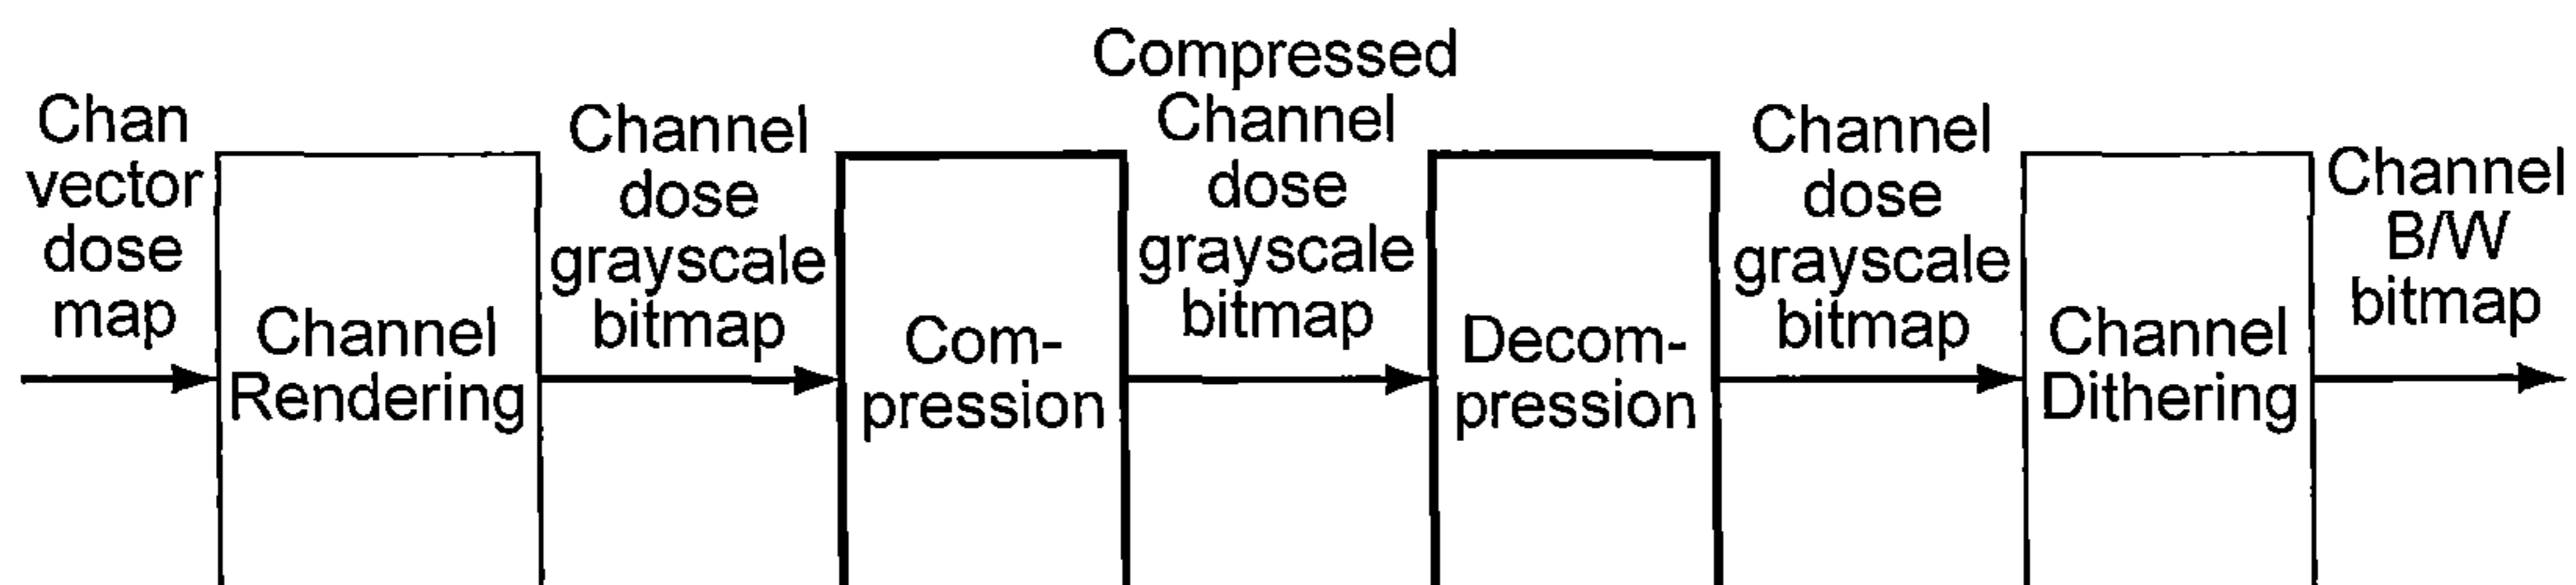 Chan
vector
dose
map
Channel
Rendering
Channel
dose
grayscale
bitmap
Com-
pression
Compressed
Channel
dose
grayscale
bitmap
Decom-
pression
Channel
dose
grayscale
bitmap
Channel
Dithering
Channel
B/W
bitmap